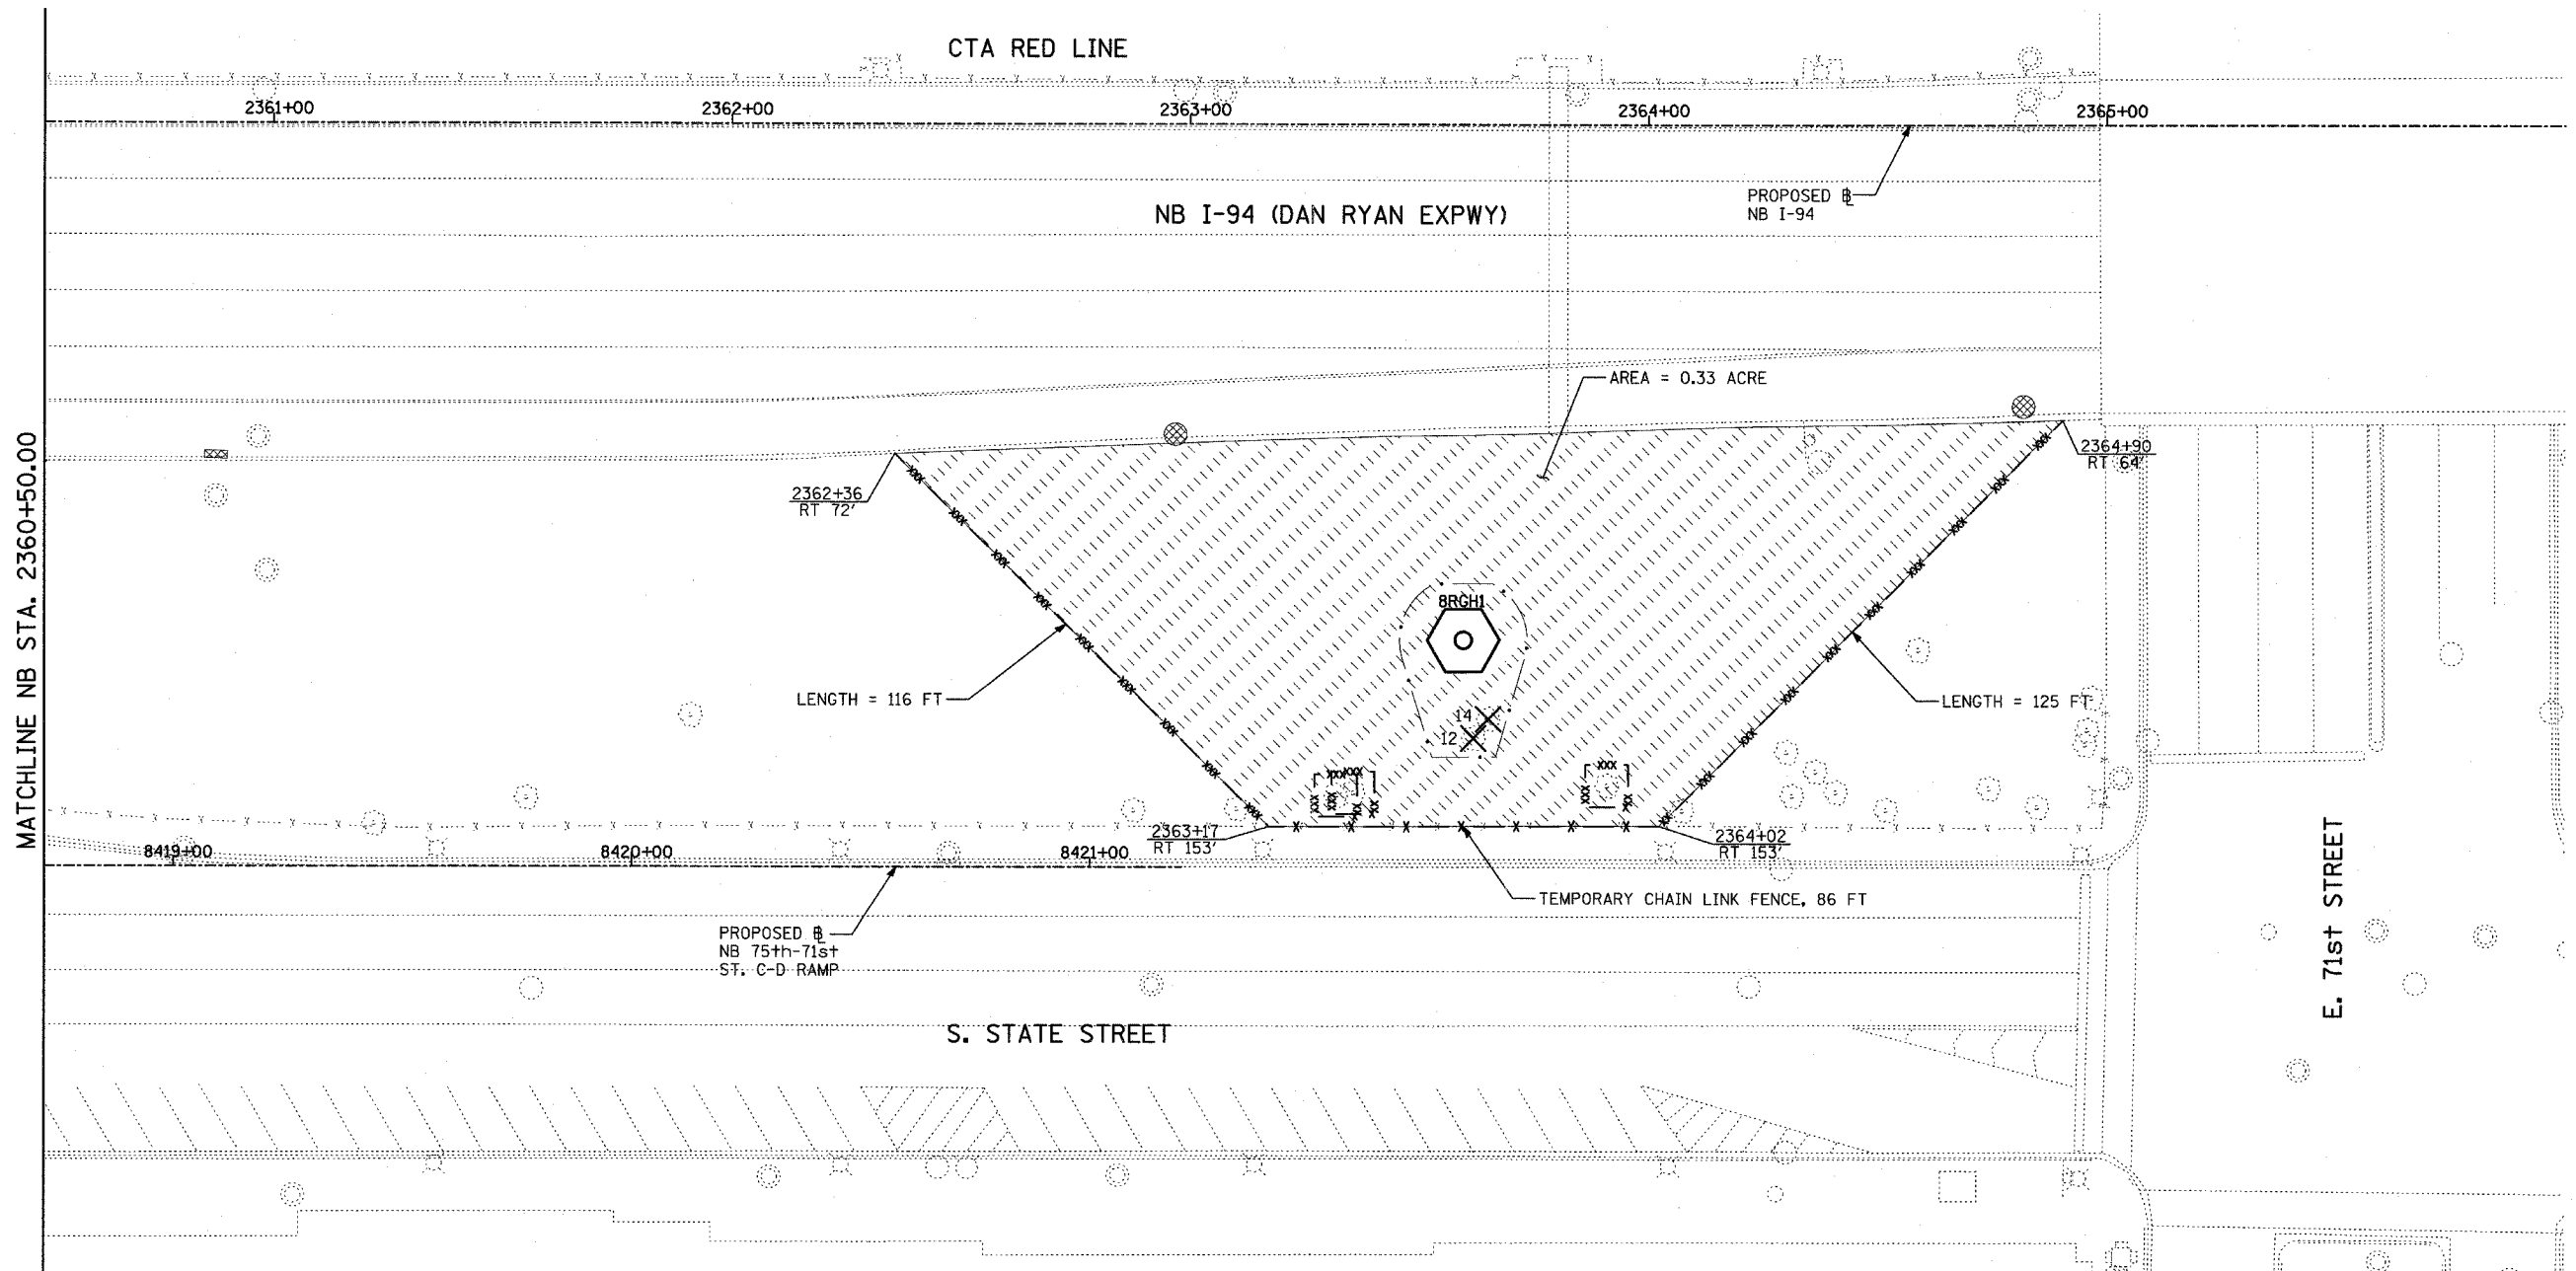 CTA RED LINE
2361+00
2362+00
2363+00
2364+00
2365+00
PROPOSED ℄
NB I-94
NB I-94 (DAN RYAN EXPWY)
AREA = 0.33 ACRE
MATCHLINE NB STA. 2360+50.00
2362+36
RT 72'
2364+90
RT 64'
8RGH1
LENGTH = 116 FT
LENGTH = 125 FT
14
12
2363+17
RT 153'
2364+02
RT 153'
8419+00
8420+00
8421+00
TEMPORARY CHAIN LINK FENCE, 86 FT
PROPOSED ℄
NB 75th-71st
ST. C-D RAMP
E. 71st STREET
S. STATE STREET